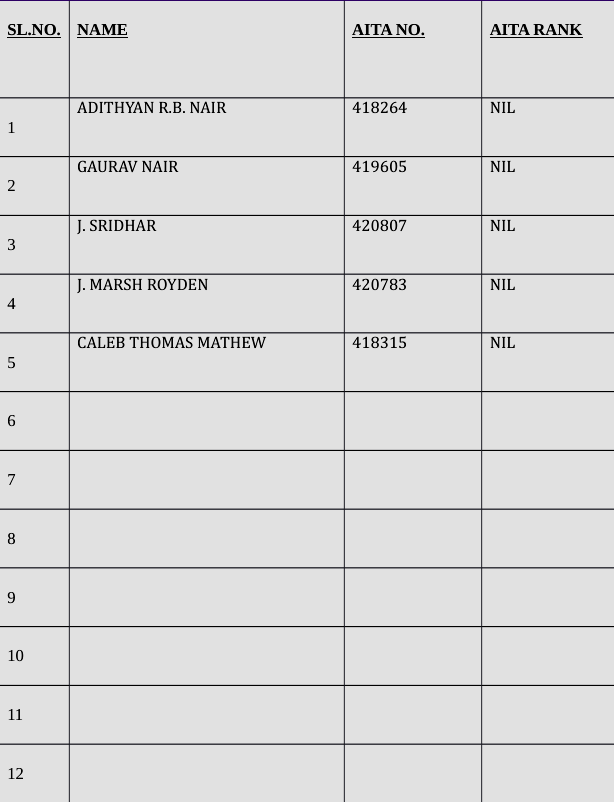 SL.NO. NAME AITA NO. AITA RANK
1 ADITHYAN R.B. NAIR 418264 NIL
2 GAURAV NAIR 419605 NIL
3 J. SRIDHAR 420807 NIL
4 J. MARSH ROYDEN 420783 NIL
5 CALEB THOMAS MATHEW 418315 NIL
6
7
8
9
10
11
12